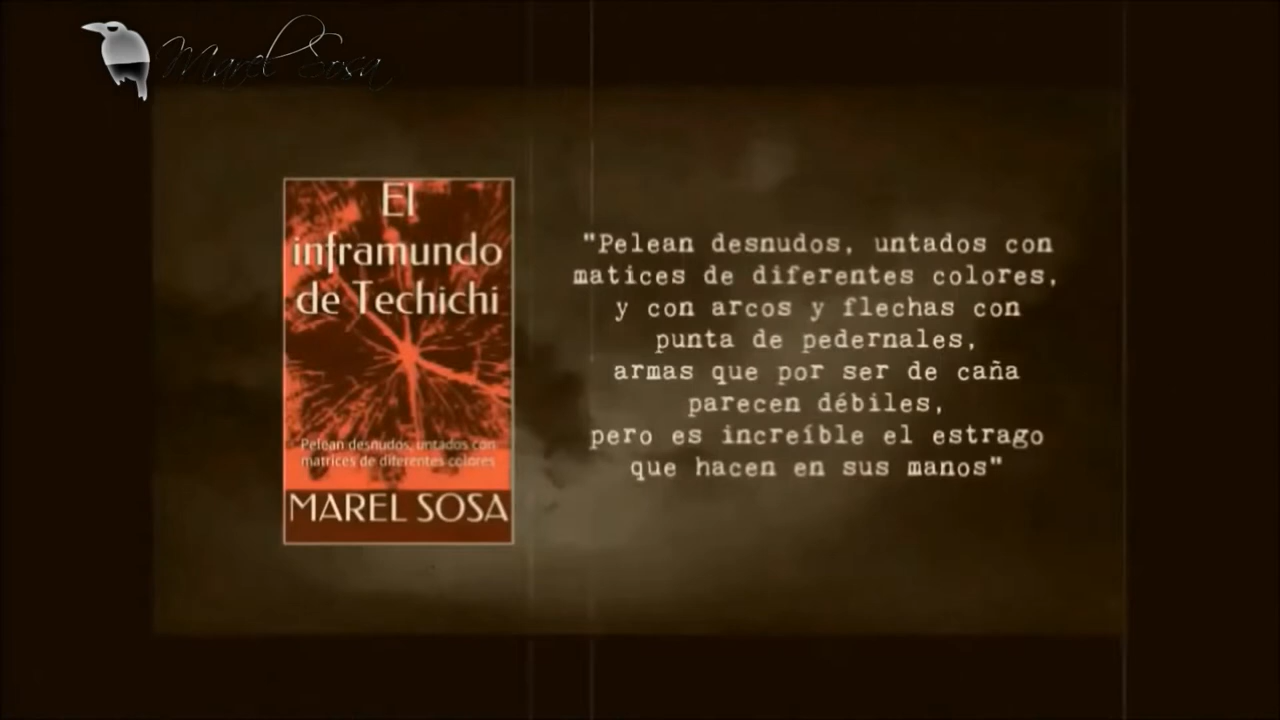 Marel Sosa
El
inframundo
de Techichi
Pelean desnudos, untados con
matrices de diferentes colores
MAREL SOSA
"Pelean desnudos, untados con
matices de diferentes colores,
y con arcos y flechas con
punta de pedernales,
armas que por ser de caña
parecen débiles,
pero es increíble el estrago
que hacen en sus manos"